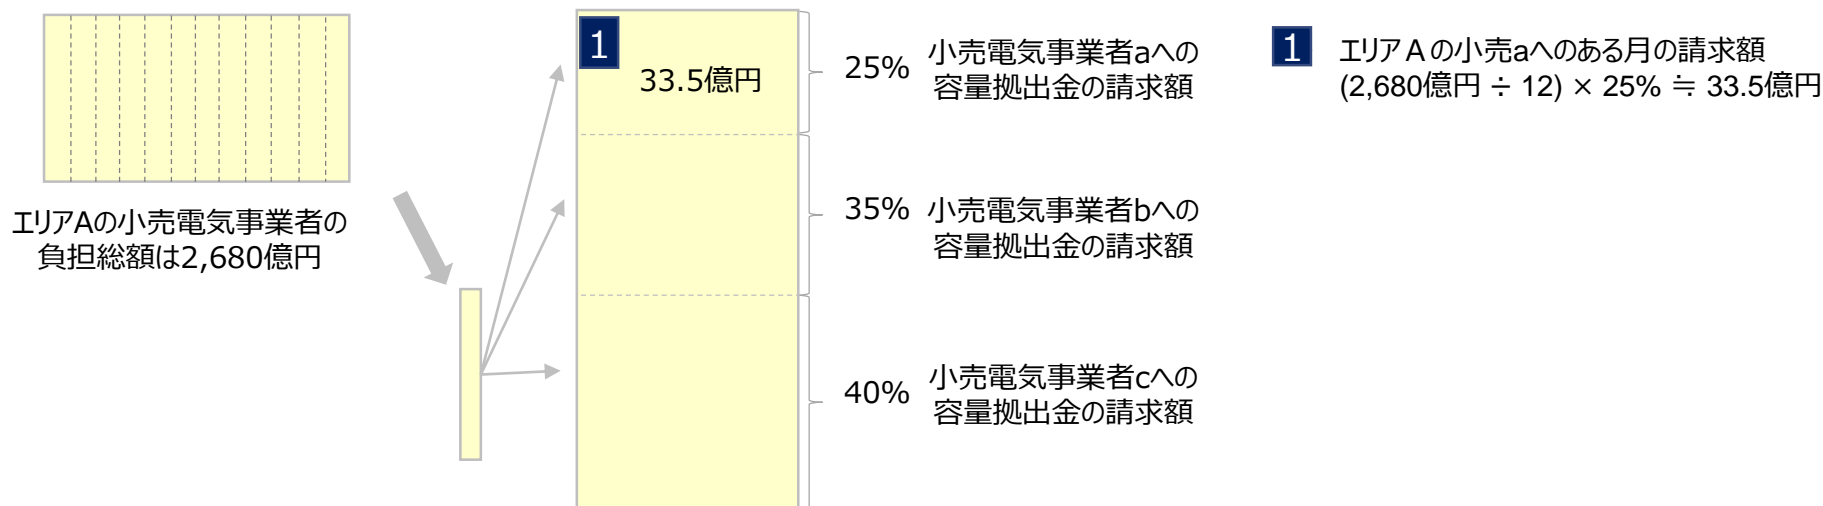 エリアAの小売電気事業者の
負担総額は2,680億円
1
33.5億円
25%
小売電気事業者aへの
容量拠出金の請求額
35%
小売電気事業者bへの
容量拠出金の請求額
40%
小売電気事業者cへの
容量拠出金の請求額
1
エリアAの小売aへのある月の請求額
(2,680億円 ÷ 12) × 25% ≒ 33.5億円